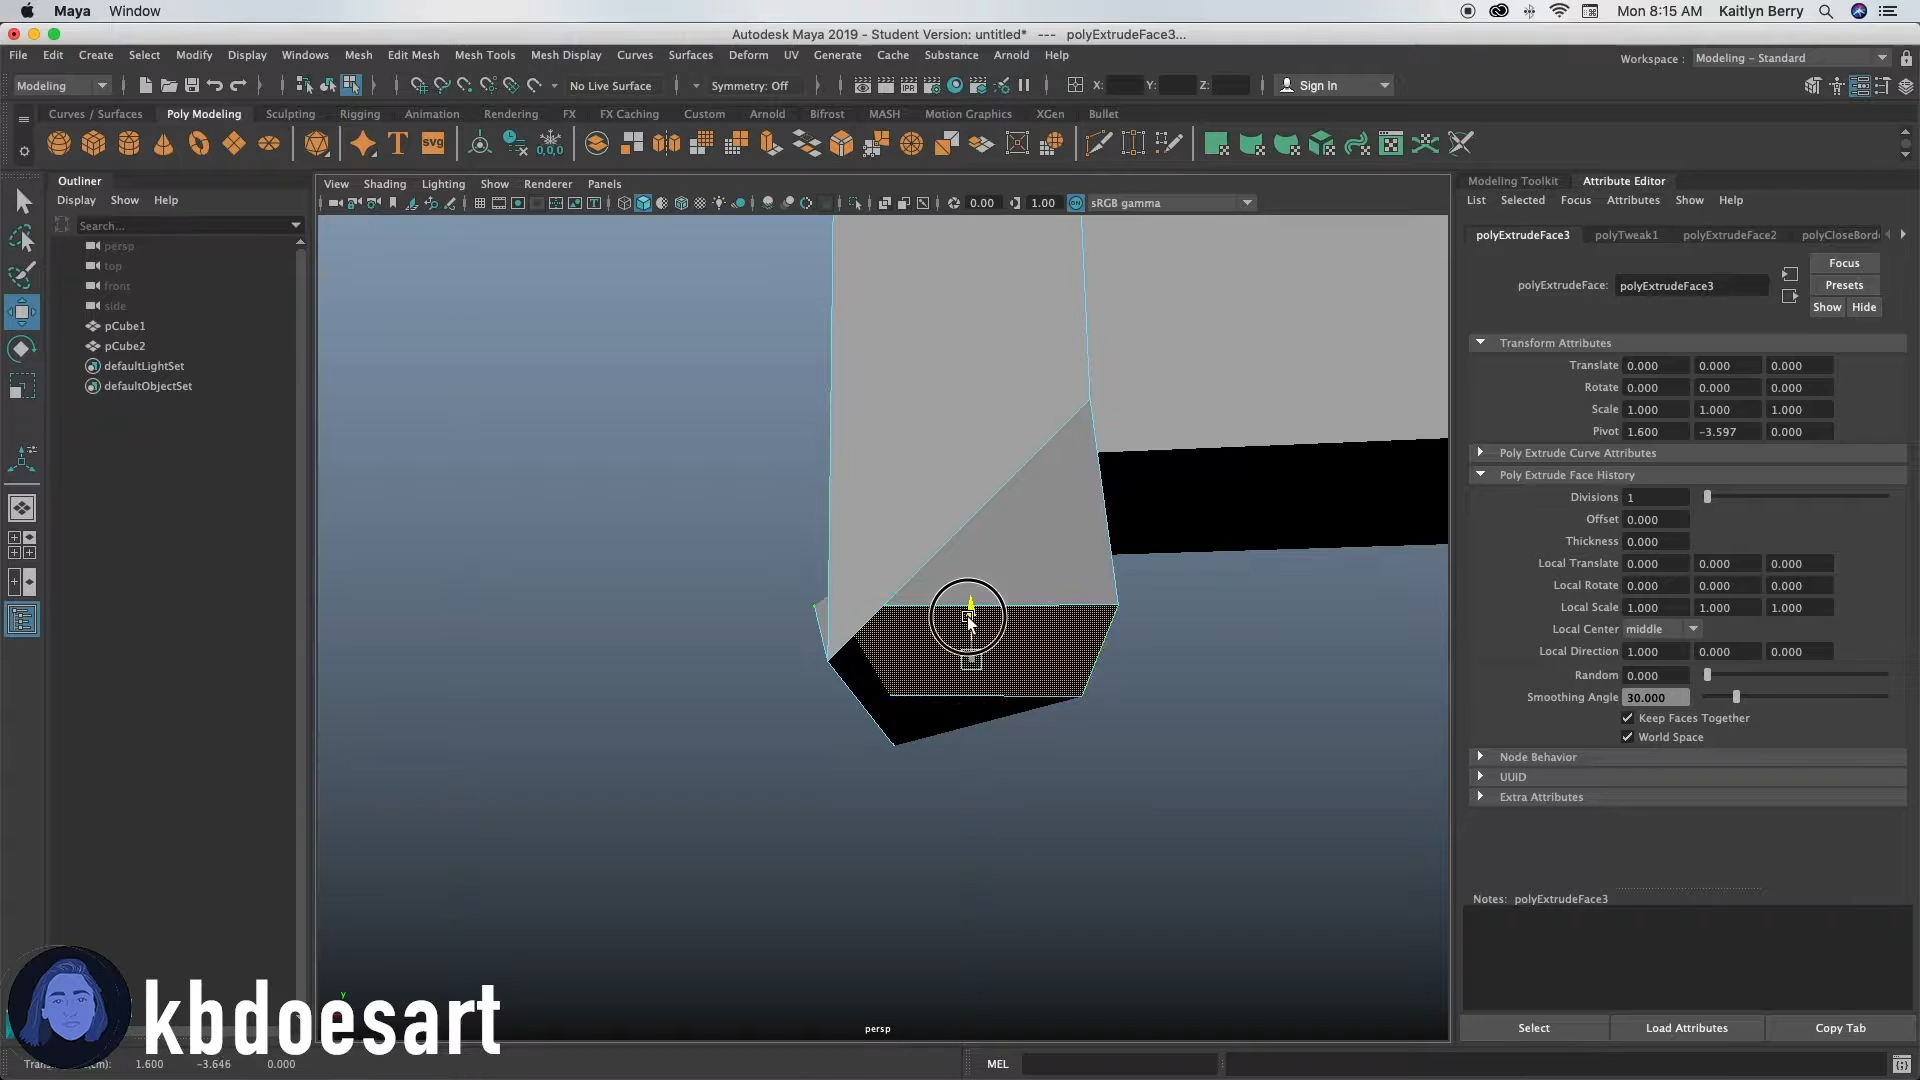 Maya Window
Mon 8:15 AM Kaitlyn Berry
Autodesk Maya 2019 - Student Version: untitled* --- polyExtrudeFace3...
File Edit Create Select Modify Display Windows Mesh Edit Mesh Mesh Tools Mesh Display Curves Surfaces Deform UV Generate Cache Substance Arnold Help
Workspace : Modeling - Standard
Modeling No Live Surface Symmetry: Off X: Y: Z: Sign In
Curves / Surfaces Poly Modeling Sculpting Rigging Animation Rendering FX FX Caching Custom Arnold Bifrost MASH Motion Graphics XGen Bullet
T SVG 0,0,0
Outliner
Display Show Help
Search...
persp
top
front
side
pCube1
pCube2
defaultLightSet
defaultObjectSet
View Shading Lighting Show Renderer Panels
0.00 1.00 sRGB gamma
y
persp
Modeling Toolkit Attribute Editor
List Selected Focus Attributes Show Help
polyExtrudeFace3 polyTweak1 polyExtrudeFace2 polyCloseBord
polyExtrudeFace: polyExtrudeFace3
Focus
Presets
Show Hide
Transform Attributes
Translate 0.000 0.000 0.000
Rotate 0.000 0.000 0.000
Scale 1.000 1.000 1.000
Pivot 1.600 -3.597 0.000
Poly Extrude Curve Attributes
Poly Extrude Face History
Divisions 1
Offset 0.000
Thickness 0.000
Local Translate 0.000 0.000 0.000
Local Rotate 0.000 0.000 0.000
Local Scale 1.000 1.000 1.000
Local Center middle
Local Direction 1.000 0.000 0.000
Random 0.000
Smoothing Angle 30.000
Keep Faces Together
World Space
Node Behavior
UUID
Extra Attributes
Notes: polyExtrudeFace3
Select Load Attributes Copy Tab
kbdoesart
1.600 -3.646 0.000
MEL